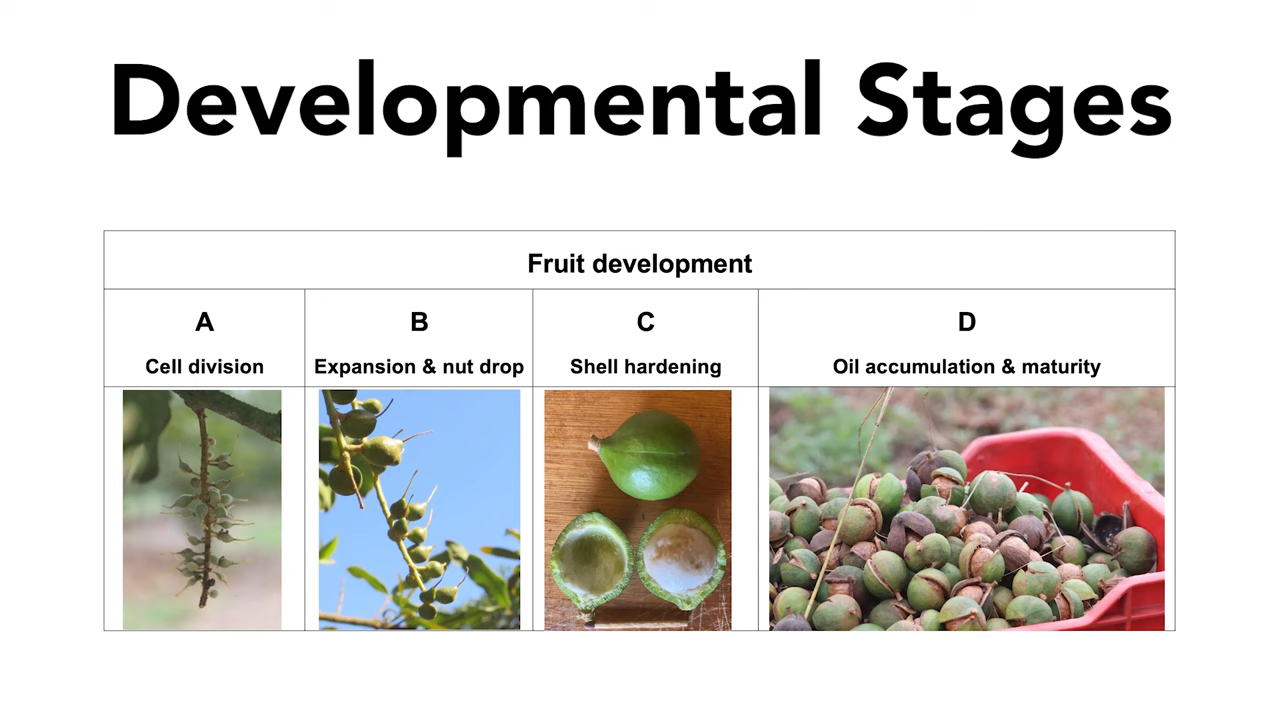 Developmental Stages
Fruit development
A
B
C
D
Cell division
Expansion & nut drop
Shell hardening
Oil accumulation & maturity